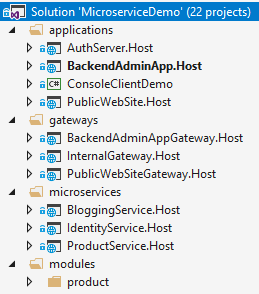 Solution 'MicroserviceDemo' (22 projects)
applications
AuthServer.Host
BackendAdminApp.Host
C# ConsoleClientDemo
PublicWebSite.Host
gateways
BackendAdminAppGateway.Host
InternalGateway.Host
PublicWebSiteGateway.Host
microservices
BloggingService.Host
IdentityService.Host
ProductService.Host
modules
product